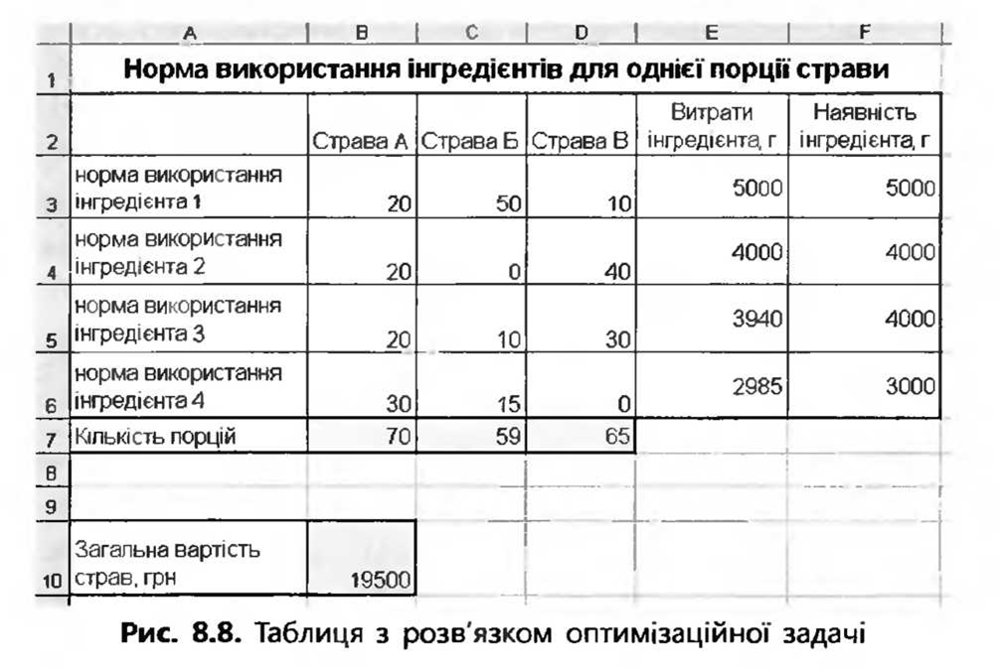 A B C D E F
1 Норма використання інгредієнтів для однієї порції страви
Витрати Наявність
2 Страва А Страва Б Страва В інгредієнта, г інгредієнта, г
норма використання 5000 5000
3 інгредієнта 1 20 50 10
норма використання 4000 4000
4 інгредієнта 2 20 0 40
норма використання 3940 4000
5 інгредієнта 3 20 10 30
норма використання 2985 3000
6 інгредієнта 4 30 15 0
7 Кількість порцій 70 59 65
8
9
Загальна вартість
10 страв, грн 19500
Рис. 8.8. Таблиця з розв'язком оптимізаційної задачі